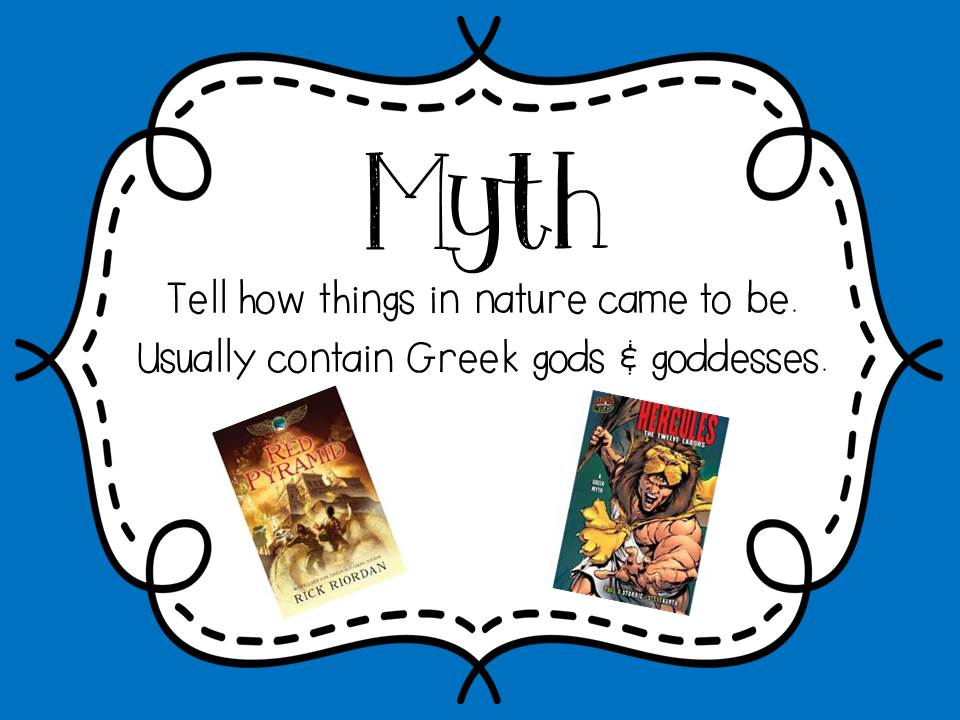 Myth
Tell how things in nature came to be.
Usually contain Greek gods & goddesses.
RED
PYRAMID
RICK RIORDAN
HERCULES
THE TWELVE LABORS
A
GREEK
MYTH